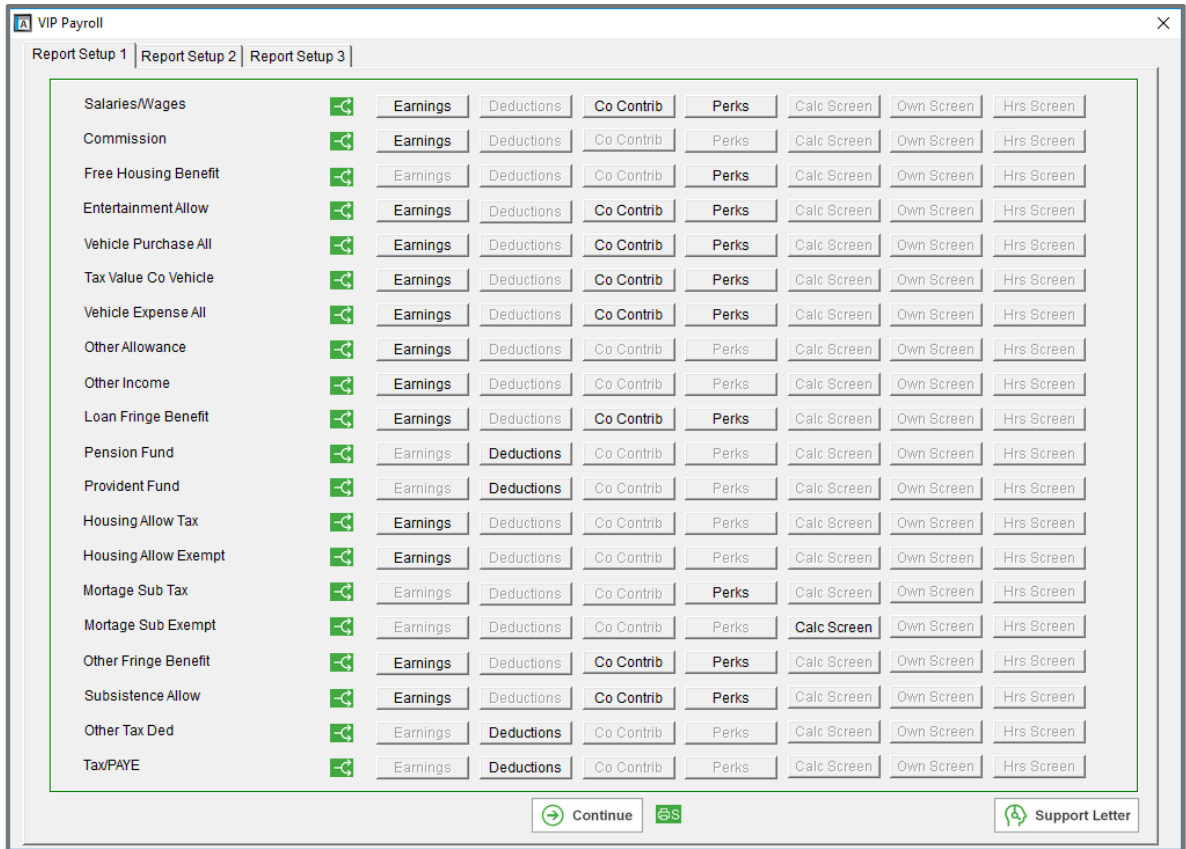 VIP Payroll
Report Setup 1 Report Setup 2 Report Setup 3
Salaries/Wages Earnings Deductions Co Contrib Perks Calc Screen Own Screen Hrs Screen
Commission Earnings Deductions Co Contrib Perks Calc Screen Own Screen Hrs Screen
Free Housing Benefit Earnings Deductions Co Contrib Perks Calc Screen Own Screen Hrs Screen
Entertainment Allow Earnings Deductions Co Contrib Perks Calc Screen Own Screen Hrs Screen
Vehicle Purchase All Earnings Deductions Co Contrib Perks Calc Screen Own Screen Hrs Screen
Tax Value Co Vehicle Earnings Deductions Co Contrib Perks Calc Screen Own Screen Hrs Screen
Vehicle Expense All Earnings Deductions Co Contrib Perks Calc Screen Own Screen Hrs Screen
Other Allowance Earnings Deductions Co Contrib Perks Calc Screen Own Screen Hrs Screen
Other Income Earnings Deductions Co Contrib Perks Calc Screen Own Screen Hrs Screen
Loan Fringe Benefit Earnings Deductions Co Contrib Perks Calc Screen Own Screen Hrs Screen
Pension Fund Earnings Deductions Co Contrib Perks Calc Screen Own Screen Hrs Screen
Provident Fund Earnings Deductions Co Contrib Perks Calc Screen Own Screen Hrs Screen
Housing Allow Tax Earnings Deductions Co Contrib Perks Calc Screen Own Screen Hrs Screen
Housing Allow Exempt Earnings Deductions Co Contrib Perks Calc Screen Own Screen Hrs Screen
Mortage Sub Tax Earnings Deductions Co Contrib Perks Calc Screen Own Screen Hrs Screen
Mortage Sub Exempt Earnings Deductions Co Contrib Perks Calc Screen Own Screen Hrs Screen
Other Fringe Benefit Earnings Deductions Co Contrib Perks Calc Screen Own Screen Hrs Screen
Subsistence Allow Earnings Deductions Co Contrib Perks Calc Screen Own Screen Hrs Screen
Other Tax Ded Earnings Deductions Co Contrib Perks Calc Screen Own Screen Hrs Screen
Tax/PAYE Earnings Deductions Co Contrib Perks Calc Screen Own Screen Hrs Screen
Continue S Support Letter